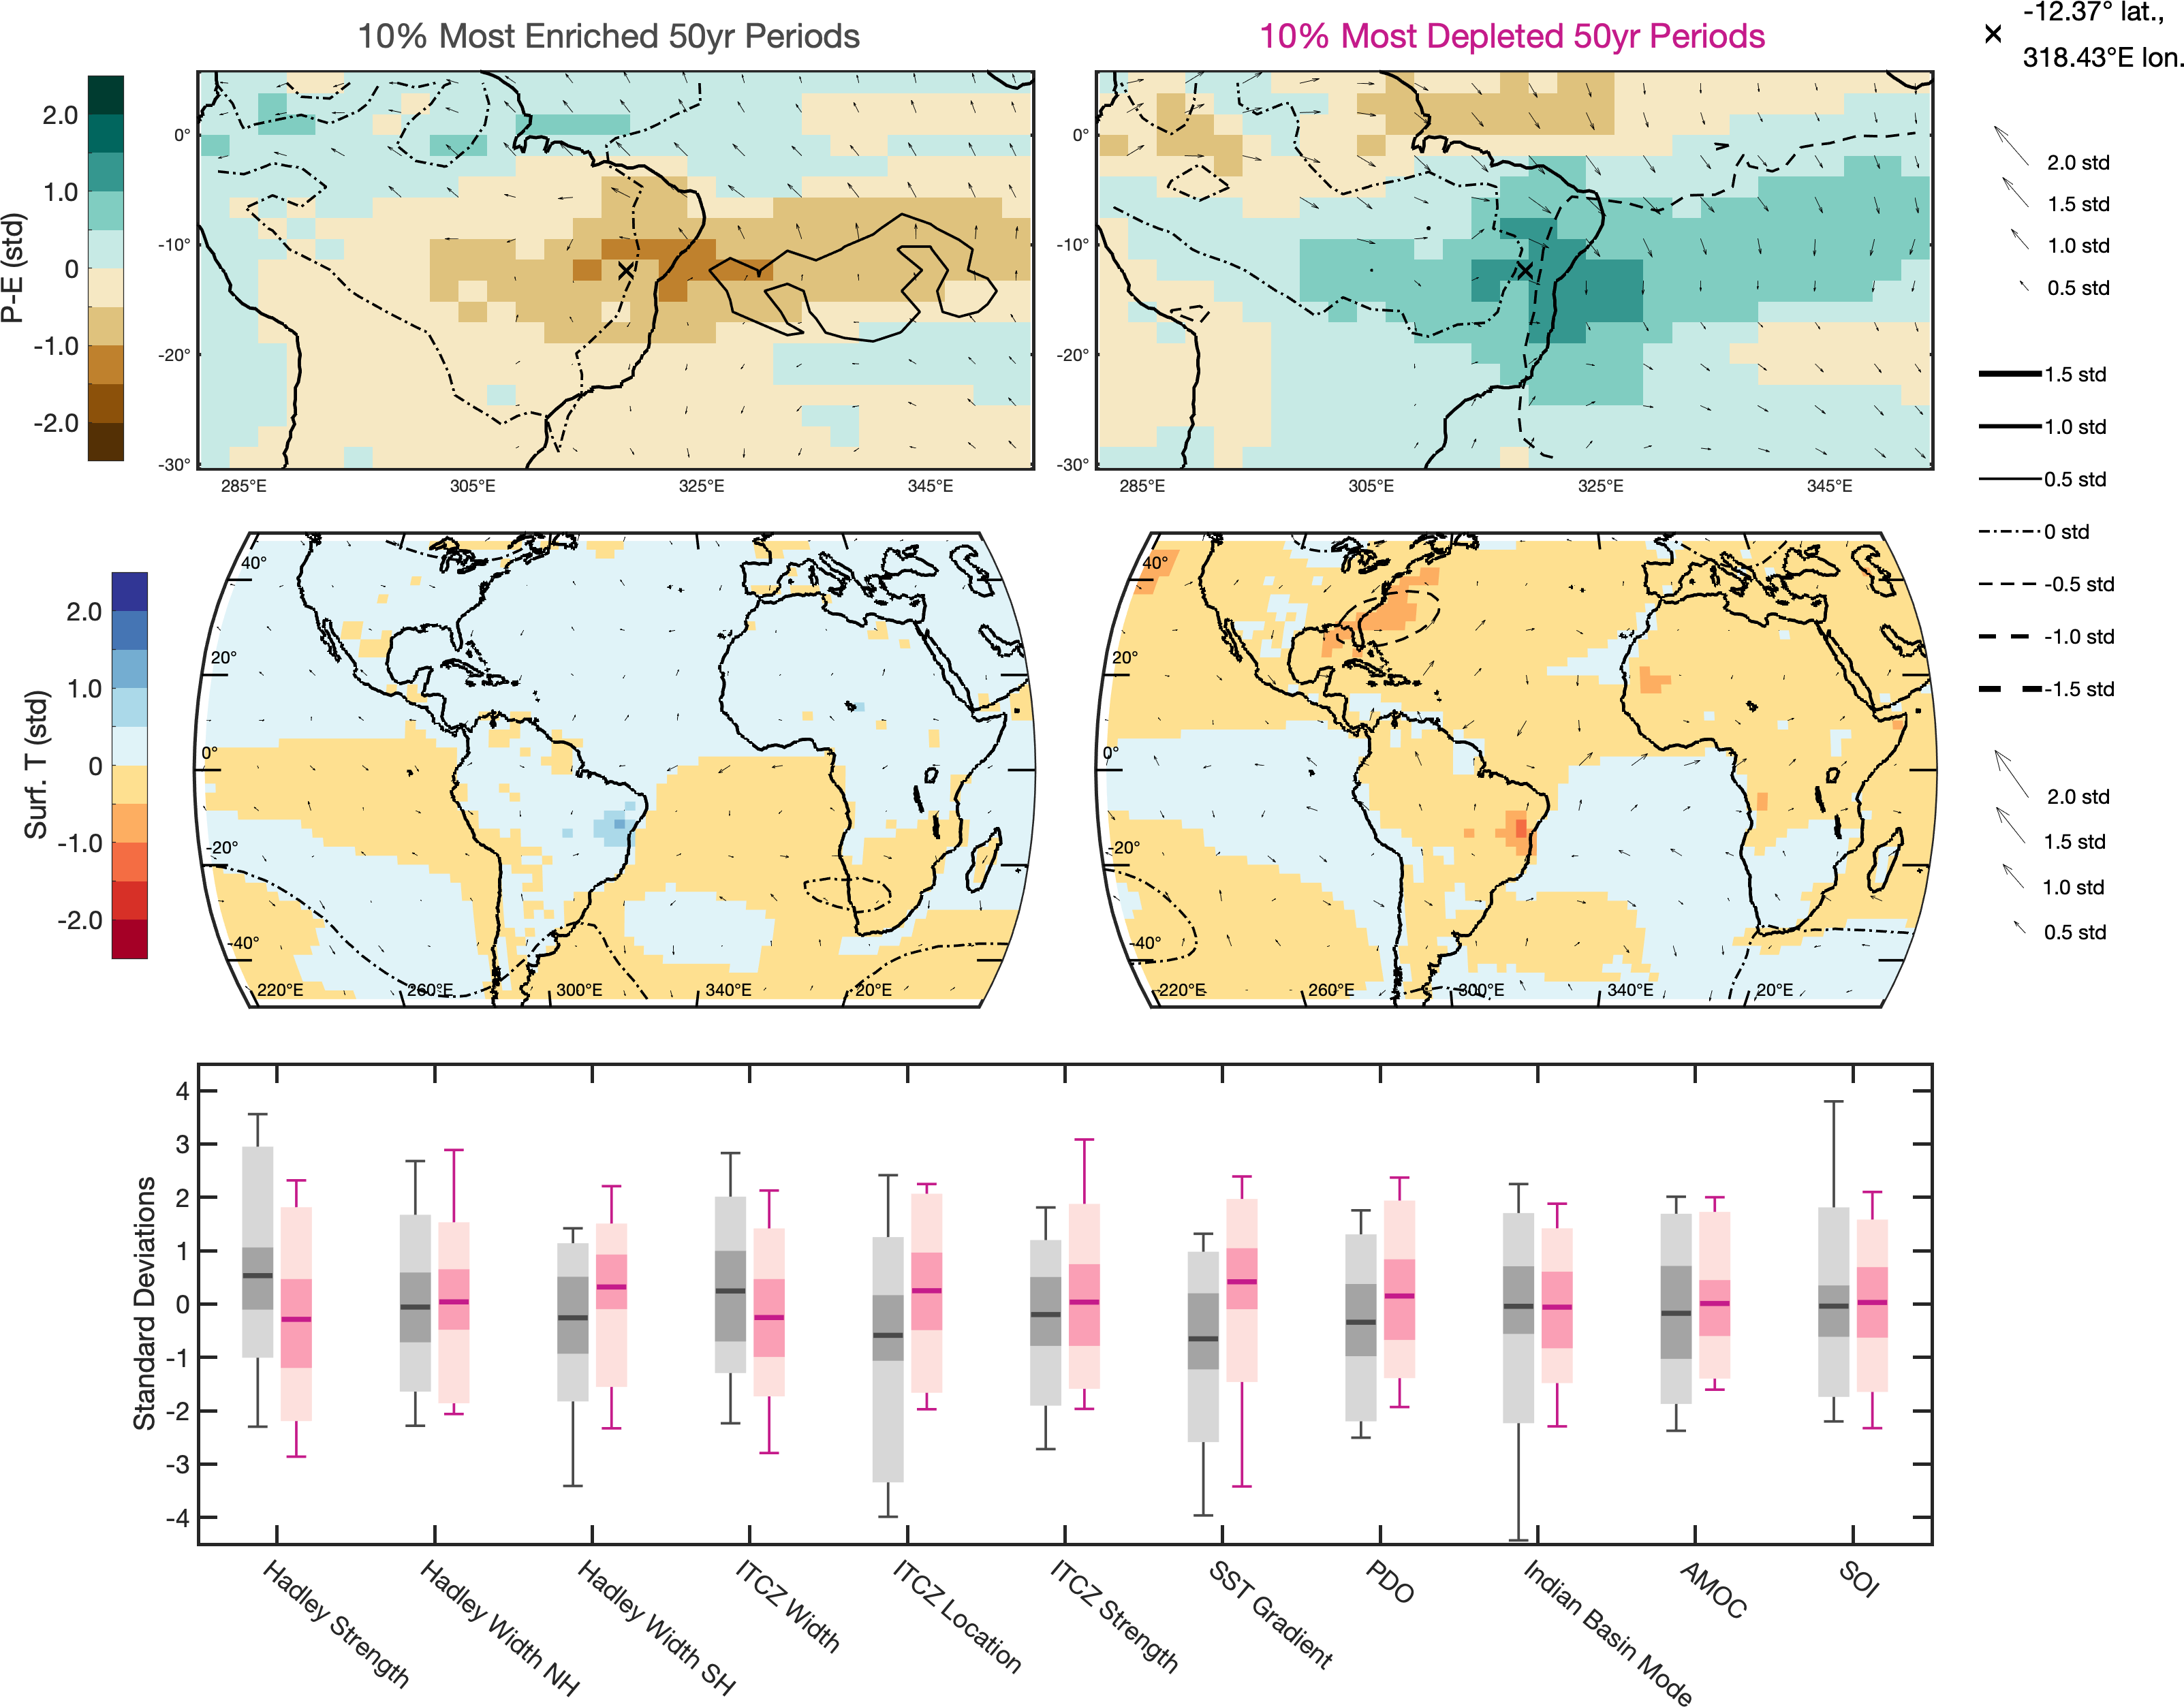 10% Most Enriched 50yr Periods
10% Most Depleted 50yr Periods
-12.37° lat.,
318.43°E lon.
P-E (std)
2.0
1.0
0
-1.0
-2.0
0°
-10°
-20°
-30°
285°E
305°E
325°E
345°E
0°
-10°
-20°
-30°
285°E
305°E
325°E
345°E
2.0 std
1.5 std
1.0 std
0.5 std
1.5 std
1.0 std
0.5 std
0 std
-0.5 std
-1.0 std
-1.5 std
Surf. T (std)
2.0
1.0
0
-1.0
-2.0
40°
20°
0°
-20°
-40°
220°E
260°E
300°E
340°E
20°E
40°
20°
0°
-20°
-40°
220°E
260°E
300°E
340°E
20°E
2.0 std
1.5 std
1.0 std
0.5 std
Standard Deviations
4
3
2
1
0
-1
-2
-3
-4
Hadley Strength
Hadley Width NH
Hadley Width SH
ITCZ Width
ITCZ Location
ITCZ Strength
SST Gradient
PDO
Indian Basin Mode
AMOC
SOI